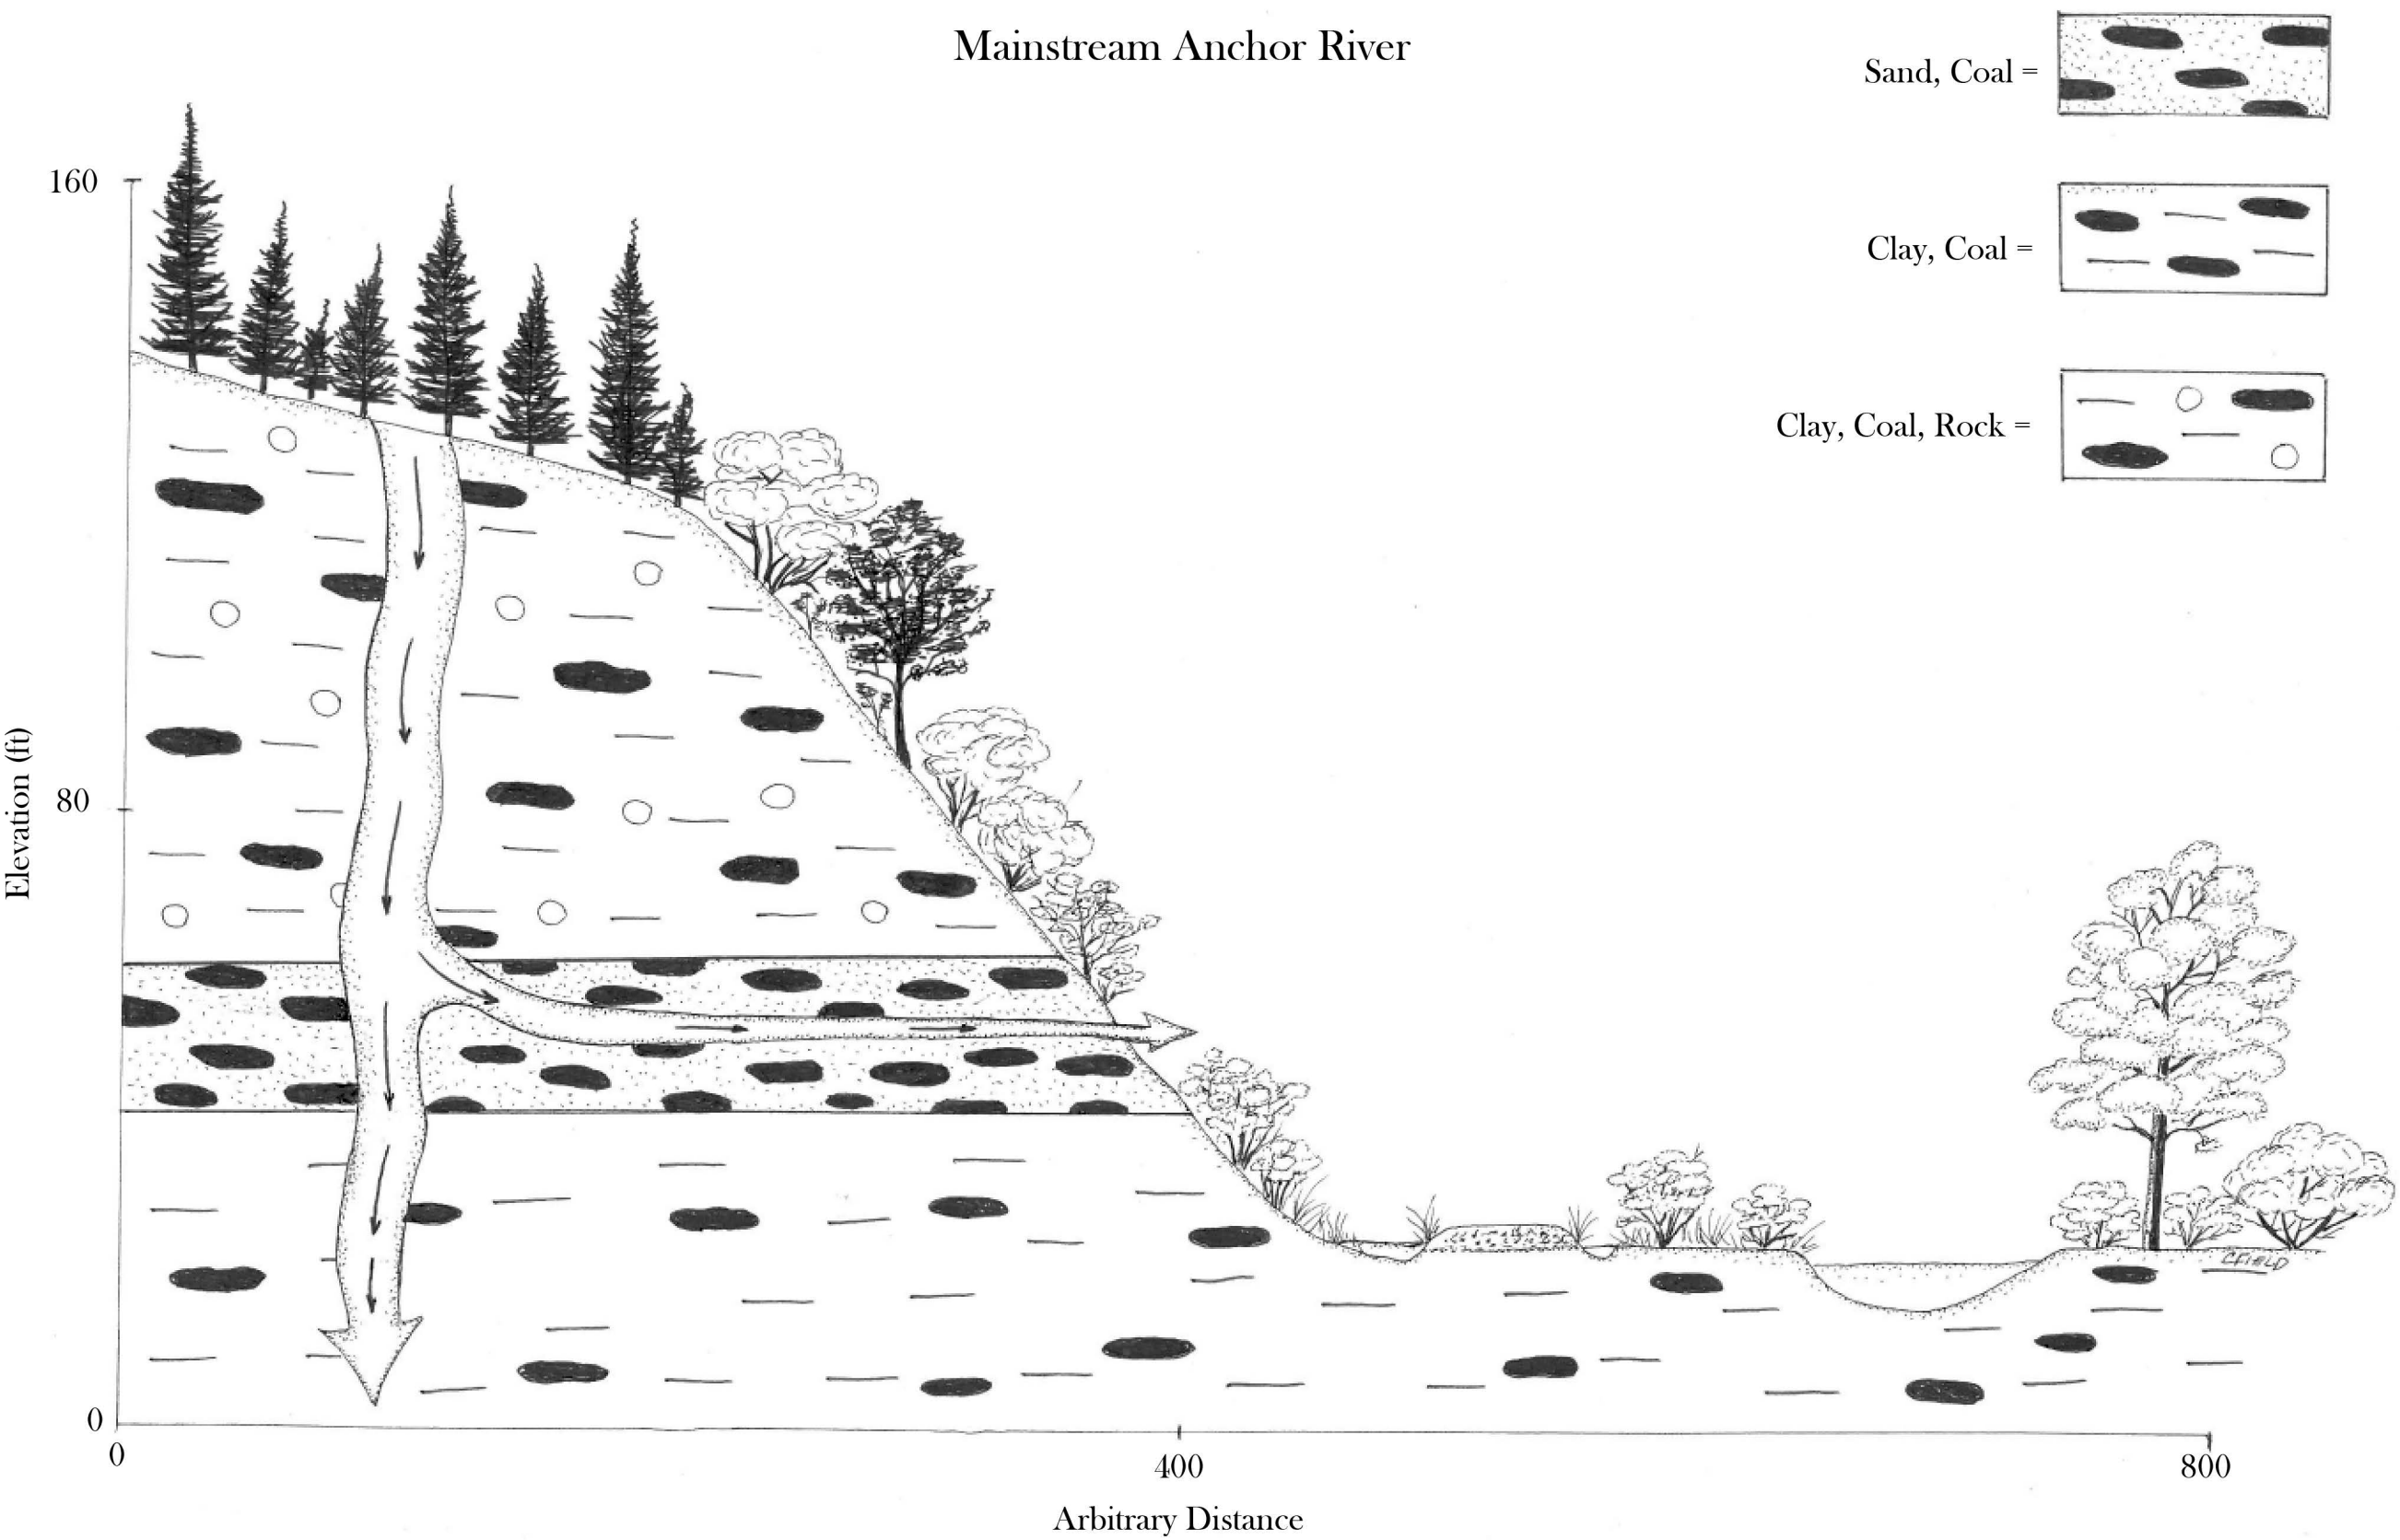 Mainstream Anchor River
Sand, Coal =
Clay, Coal =
Clay, Coal, Rock =
160
80
0
Elevation (ft)
0
400
800
Arbitrary Distance
CFIELD